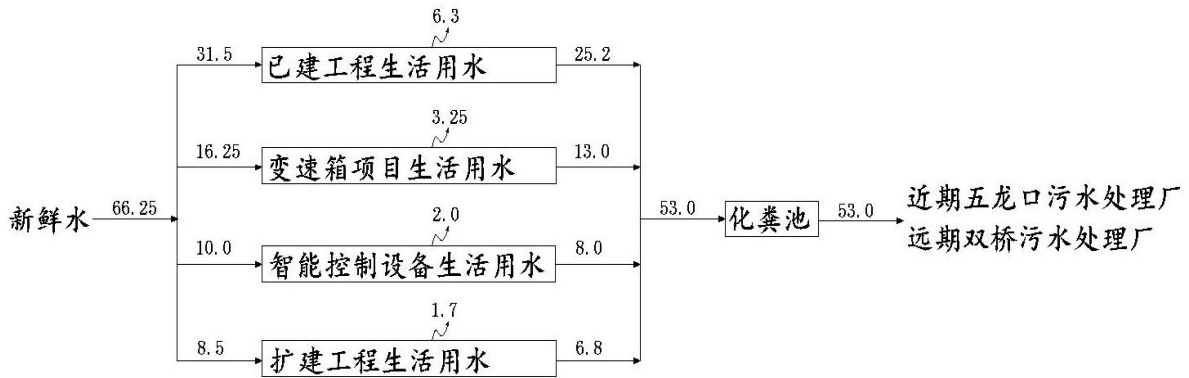 6.3
31.5
已建工程生活用水
25.2
3.25
16.25
变速箱项目生活用水
13.0
新鲜水
66.25
2.0
10.0
智能控制设备生活用水
8.0
53.0
化粪池
53.0
近期五龙口污水处理厂
远期双桥污水处理厂
1.7
8.5
扩建工程生活用水
6.8